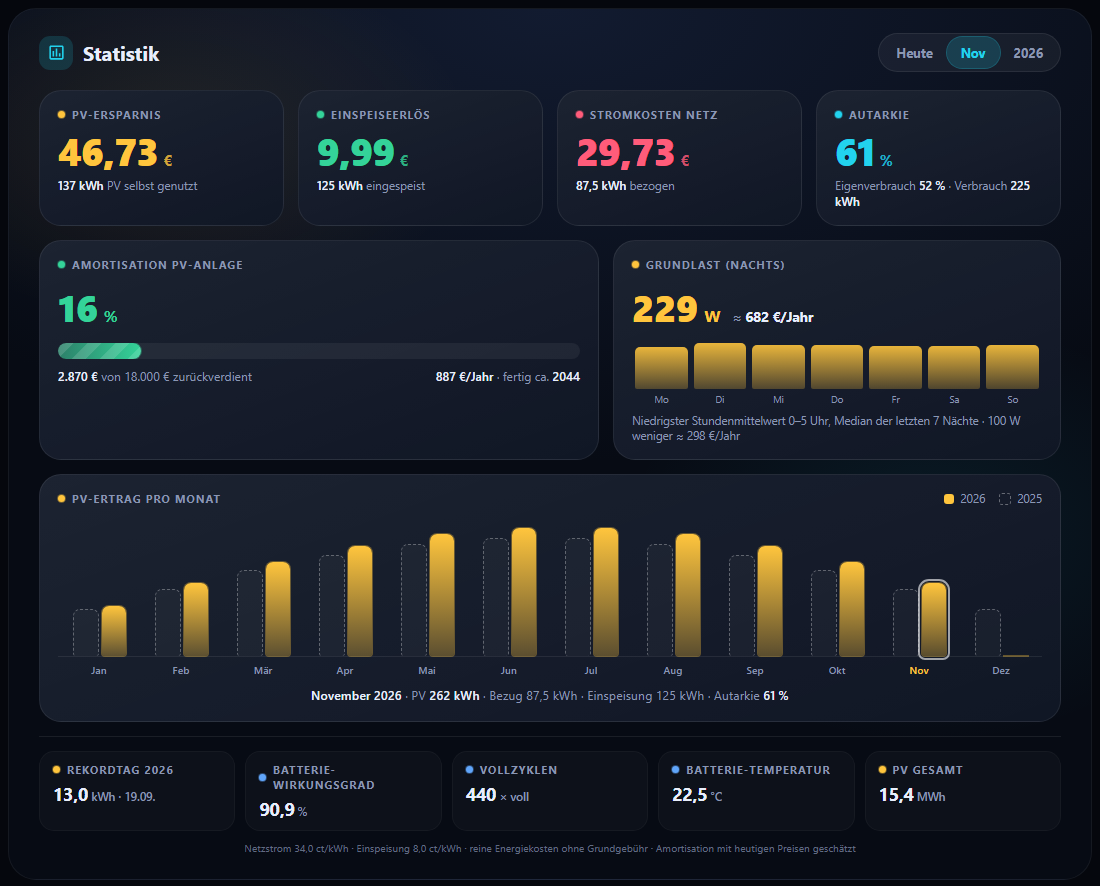 Statistik
Heute Nov 2026
PV-ERSPARNIS
46,73 €
137 kWh PV selbst genutzt
EINSPEISEERLÖS
9,99 €
125 kWh eingespeist
STROMKOSTEN NETZ
29,73 €
87,5 kWh bezogen
AUTARKIE
61 %
Eigenverbrauch 52 % · Verbrauch 225
kWh
AMORTISATION PV-ANLAGE
16 %
2.870 € von 18.000 € zurückverdient
887 €/Jahr · fertig ca. 2044
GRUNDLAST (NACHTS)
229 W ≈ 682 €/Jahr
Mo Di Mi Do Fr Sa So
Niedrigster Stundenmittelwert 0–5 Uhr, Median der letzten 7 Nächte · 100 W
weniger ≈ 298 €/Jahr
PV-ERTRAG PRO MONAT
2026 2025
Jan Feb Mär Apr Mai Jun Jul Aug Sep Okt Nov Dez
November 2026 · PV 262 kWh · Bezug 87,5 kWh · Einspeisung 125 kWh · Autarkie 61 %
REKORDTAG 2026
13,0 kWh · 19.09.
BATTERIE-
WIRKUNGSGRAD
90,9 %
VOLLZYKLEN
440 × voll
BATTERIE-TEMPERATUR
22,5 °C
PV GESAMT
15,4 MWh
Netzstrom 34,0 ct/kWh · Einspeisung 8,0 ct/kWh · reine Energiekosten ohne Grundgebühr · Amortisation mit heutigen Preisen geschätzt